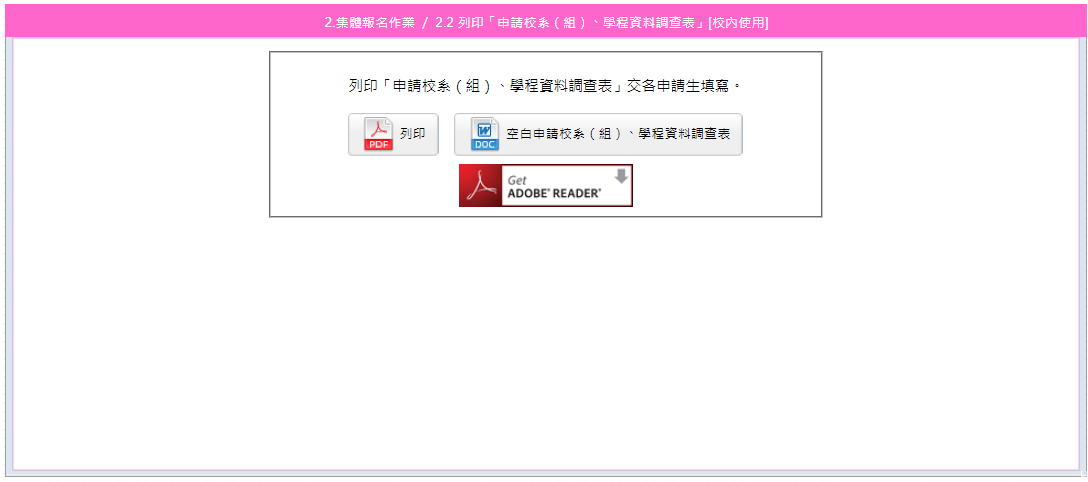 2.集體報名作業 / 2.2 列印「申請校系（組）、學程資料調查表」[校內使用]
列印「申請校系（組）、學程資料調查表」交各申請生填寫。
PDF 列印
DOC 空白申請校系（組）、學程資料調查表
Get
ADOBE® READER®